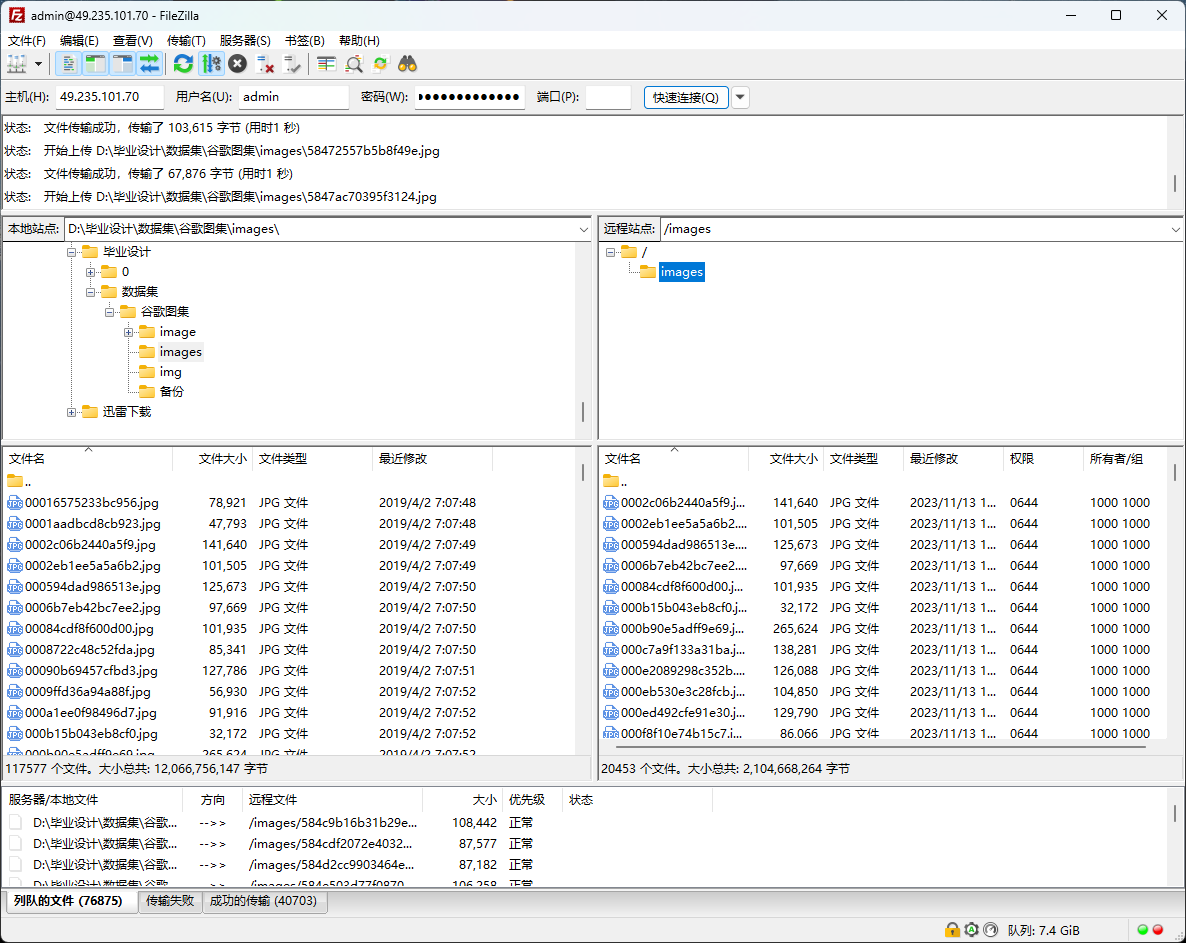 admin@49.235.101.70 - FileZilla
文件(F) 编辑(E) 查看(V) 传输(T) 服务器(S) 书签(B) 帮助(H)
主机(H): 49.235.101.70 用户名(U): admin 密码(W): ●●●●●●●●●●●●● 端口(P): 快速连接(Q)
状态: 文件传输成功，传输了 103,615 字节 (用时1 秒)
状态: 开始上传 D:\毕业设计\数据集\谷歌图集\images\58472557b5b8f49e.jpg
状态: 文件传输成功，传输了 67,876 字节 (用时1 秒)
状态: 开始上传 D:\毕业设计\数据集\谷歌图集\images\5847ac70395f3124.jpg
本地站点: D:\毕业设计\数据集\谷歌图集\images\
毕业设计
0
数据集
谷歌图集
image
images
img
备份
迅雷下载
远程站点: /images
/
images
文件名 文件大小 文件类型 最近修改
..
00016575233bc956.jpg 78,921 JPG 文件 2019/4/2 7:07:48
0001aadbcd8cb923.jpg 47,793 JPG 文件 2019/4/2 7:07:48
0002c06b2440a5f9.jpg 141,640 JPG 文件 2019/4/2 7:07:49
0002eb1ee5a5a6b2.jpg 101,505 JPG 文件 2019/4/2 7:07:49
000594dad986513e.jpg 125,673 JPG 文件 2019/4/2 7:07:50
0006b7eb42bc7ee2.jpg 97,669 JPG 文件 2019/4/2 7:07:50
00084cdf8f600d00.jpg 101,935 JPG 文件 2019/4/2 7:07:50
0008722c48c52fda.jpg 85,341 JPG 文件 2019/4/2 7:07:50
00090b69457cfbd3.jpg 127,786 JPG 文件 2019/4/2 7:07:51
0009ffd36a94a88f.jpg 56,930 JPG 文件 2019/4/2 7:07:52
000a1ee0f98496d7.jpg 91,916 JPG 文件 2019/4/2 7:07:52
000b15b043eb8cf0.jpg 32,172 JPG 文件 2019/4/2 7:07:52
000b90e5adff9e69.jpg 265,624 JPG 文件 2019/4/2 7:07:52
117577 个文件。大小总共: 12,066,756,147 字节
文件名 文件大小 文件类型 最近修改 权限 所有者/组
..
0002c06b2440a5f9.j... 141,640 JPG 文件 2023/11/13 1... 0644 1000 1000
0002eb1ee5a5a6b2.... 101,505 JPG 文件 2023/11/13 1... 0644 1000 1000
000594dad986513e.... 125,673 JPG 文件 2023/11/13 1... 0644 1000 1000
0006b7eb42bc7ee2.... 97,669 JPG 文件 2023/11/13 1... 0644 1000 1000
00084cdf8f600d00.j... 101,935 JPG 文件 2023/11/13 1... 0644 1000 1000
000b15b043eb8cf0.j... 32,172 JPG 文件 2023/11/13 1... 0644 1000 1000
000b90e5adff9e69.j... 265,624 JPG 文件 2023/11/13 1... 0644 1000 1000
000c7a9f133a31ba.j... 138,281 JPG 文件 2023/11/13 1... 0644 1000 1000
000e2089298c352b.... 126,088 JPG 文件 2023/11/13 1... 0644 1000 1000
000eb530e3c28fcb.j... 104,850 JPG 文件 2023/11/13 1... 0644 1000 1000
000ed492cfe91e30.j... 129,790 JPG 文件 2023/11/13 1... 0644 1000 1000
000f8f10e74b15c7.j... 86,066 JPG 文件 2023/11/13 1... 0644 1000 1000
20453 个文件。大小总共: 2,104,668,264 字节
服务器/本地文件 方向 远程文件 大小 优先级 状态
D:\毕业设计\数据集\谷歌... -->> /images/584c9b16b31b29e... 108,442 正常
D:\毕业设计\数据集\谷歌... -->> /images/584cdf2072e4032... 87,577 正常
D:\毕业设计\数据集\谷歌... -->> /images/584d2cc9903464e... 87,182 正常
D:\毕业设计\数据集\谷歌... -->> /images/584e503d77f0870... 106,258 正常
列队的文件 (76875) 传输失败 成功的传输 (40703)
队列: 7.4 GiB